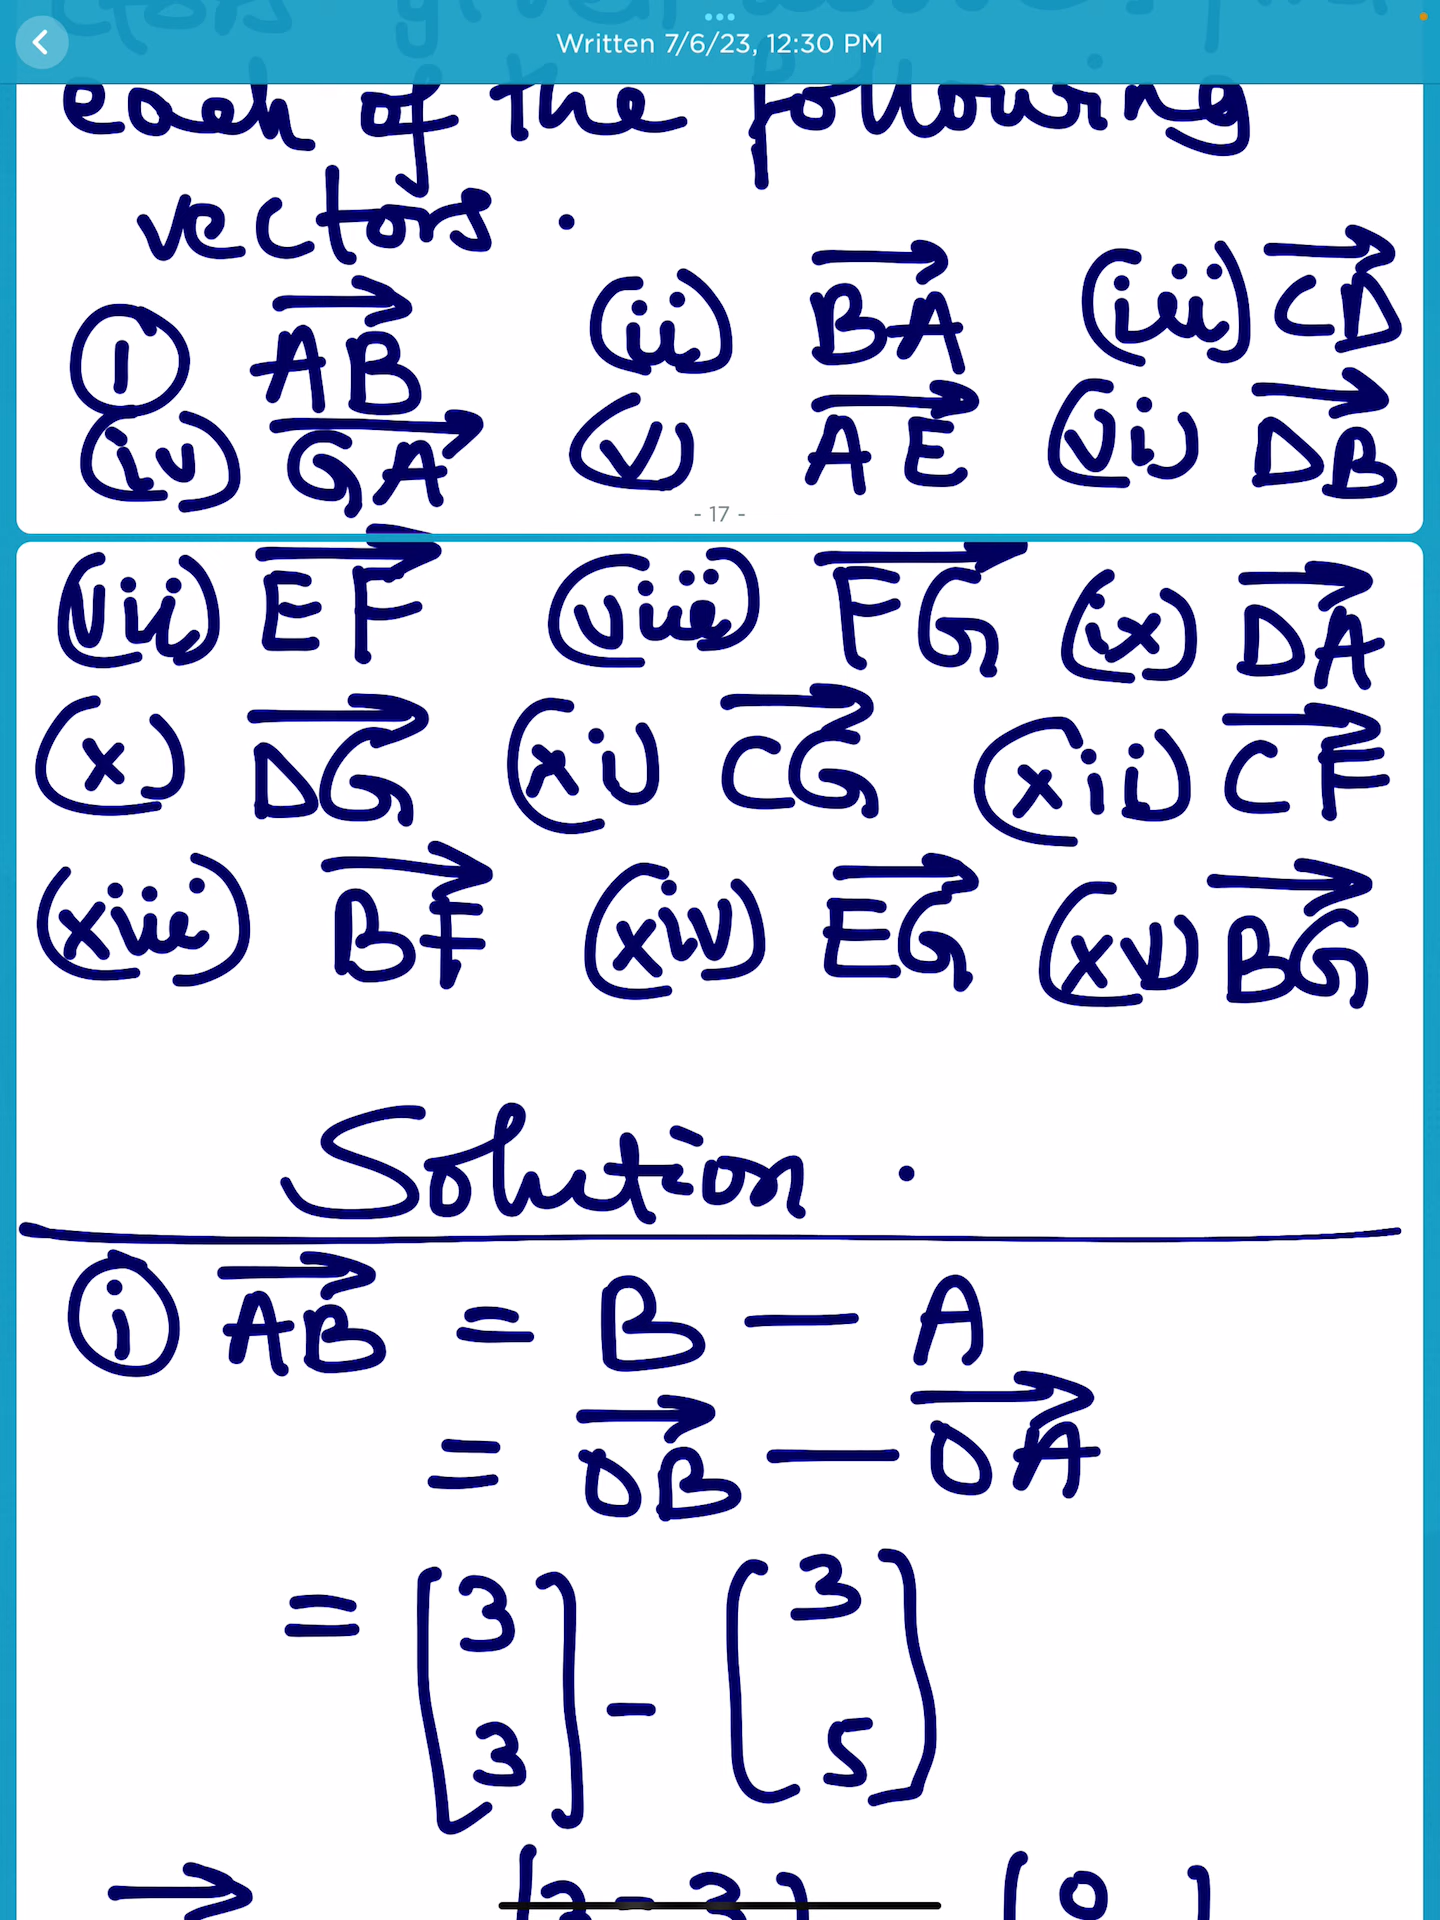 Written 7/6/23, 12:30 PM
each of the following
vectors.
① AB (ii) BA (iii) CD
(iv) GA (v) AE (vi) DB
- 17 -
(vii) EF (viii) FG (ix) DA
(x) DG (xi) CG (xii) CF
(xiii) BF (xiv) EG (xv) BG
Solution.
(i) AB = B — A
= OB — OA
= [3 3] - (3 5)